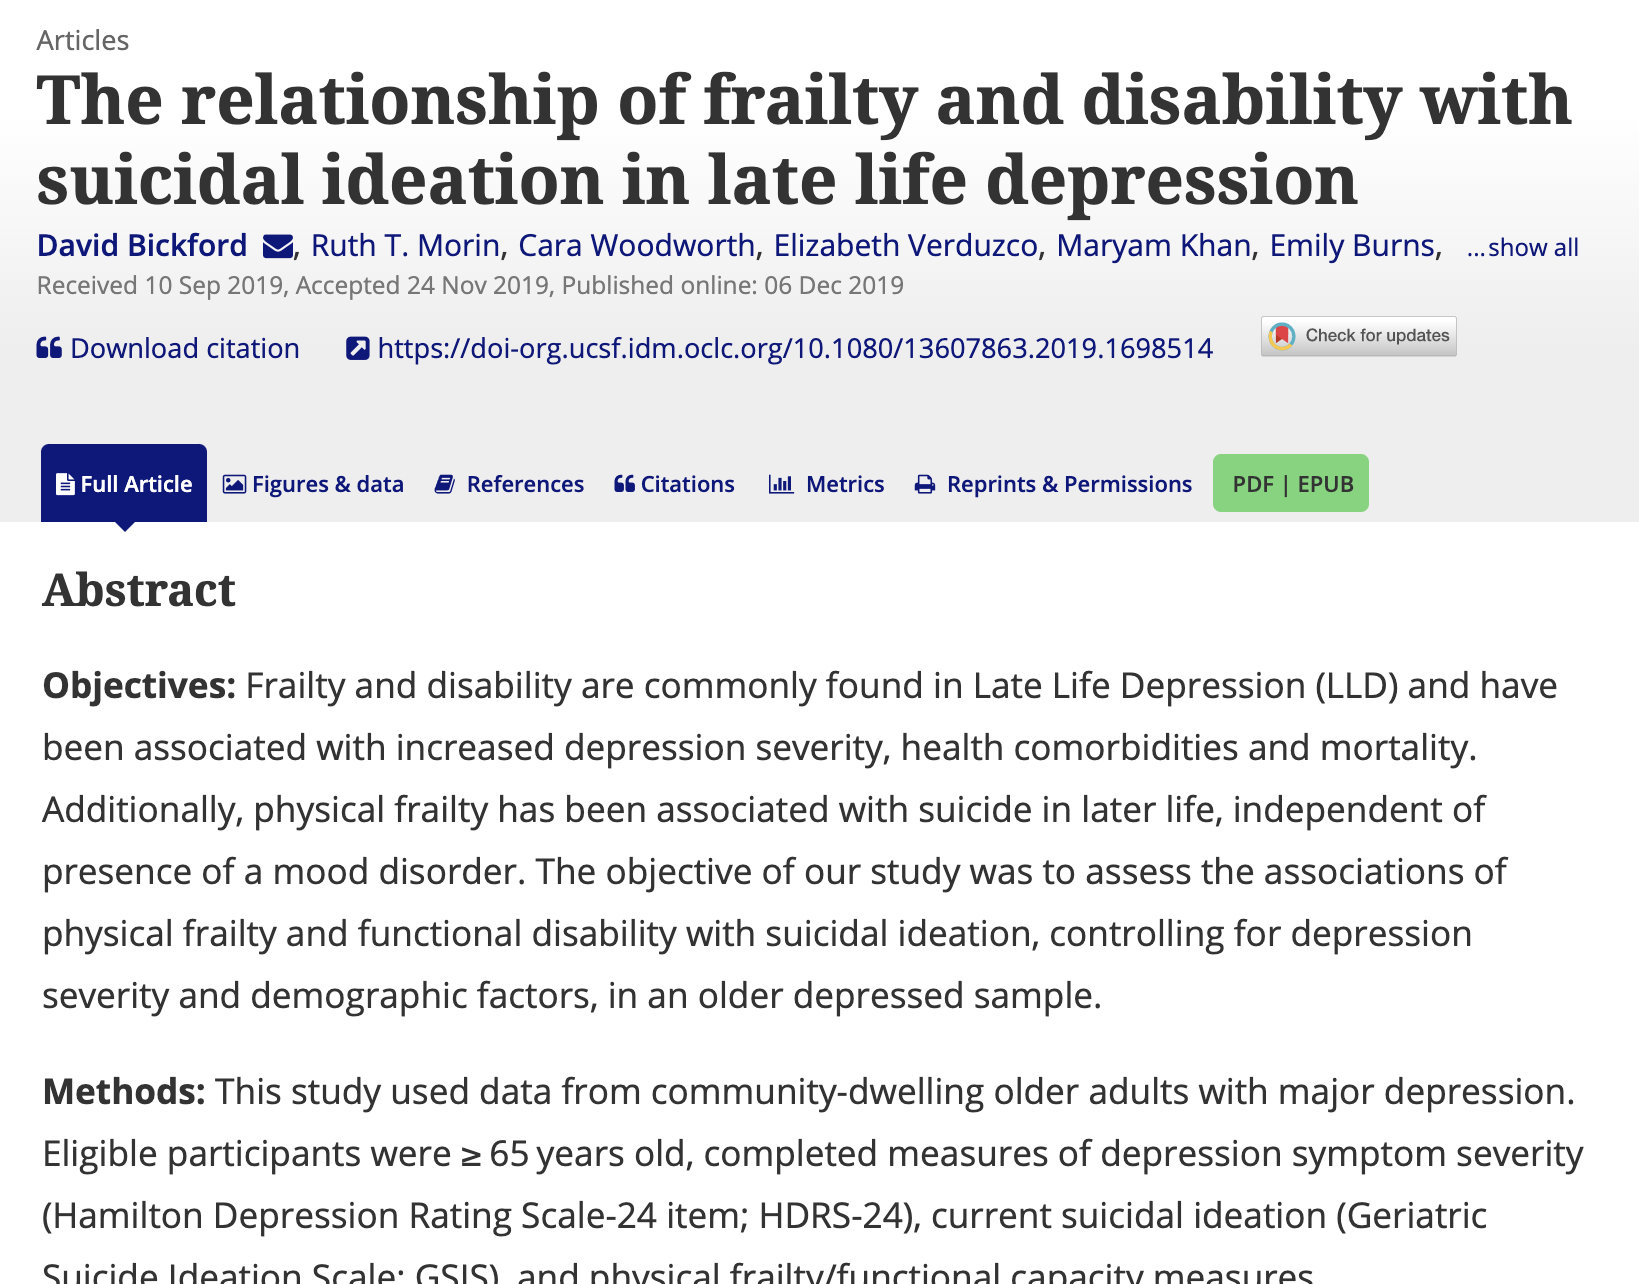 Articles
The relationship of frailty and disability with
suicidal ideation in late life depression
David Bickford , Ruth T. Morin, Cara Woodworth, Elizabeth Verduzco, Maryam Khan, Emily Burns, ...show all
Received 10 Sep 2019, Accepted 24 Nov 2019, Published online: 06 Dec 2019
Download citation https://doi-org.ucsf.idm.oclc.org/10.1080/13607863.2019.1698514 Check for updates
Full Article Figures & data References Citations Metrics Reprints & Permissions PDF | EPUB
Abstract
Objectives: Frailty and disability are commonly found in Late Life Depression (LLD) and have
been associated with increased depression severity, health comorbidities and mortality.
Additionally, physical frailty has been associated with suicide in later life, independent of
presence of a mood disorder. The objective of our study was to assess the associations of
physical frailty and functional disability with suicidal ideation, controlling for depression
severity and demographic factors, in an older depressed sample.
Methods: This study used data from community-dwelling older adults with major depression.
Eligible participants were ≥ 65 years old, completed measures of depression symptom severity
(Hamilton Depression Rating Scale-24 item; HDRS-24), current suicidal ideation (Geriatric
Suicide Ideation Scale; GSIS), and physical frailty/functional capacity measures.